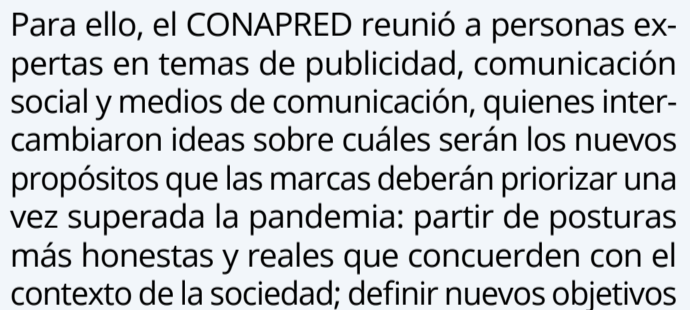 Para ello, el CONAPRED reunió a personas ex-
pertas en temas de publicidad, comunicación
social y medios de comunicación, quienes inter-
cambiaron ideas sobre cuáles serán los nuevos
propósitos que las marcas deberán priorizar una
vez superada la pandemia: partir de posturas
más honestas y reales que concuerden con el
contexto de la sociedad; definir nuevos objetivos